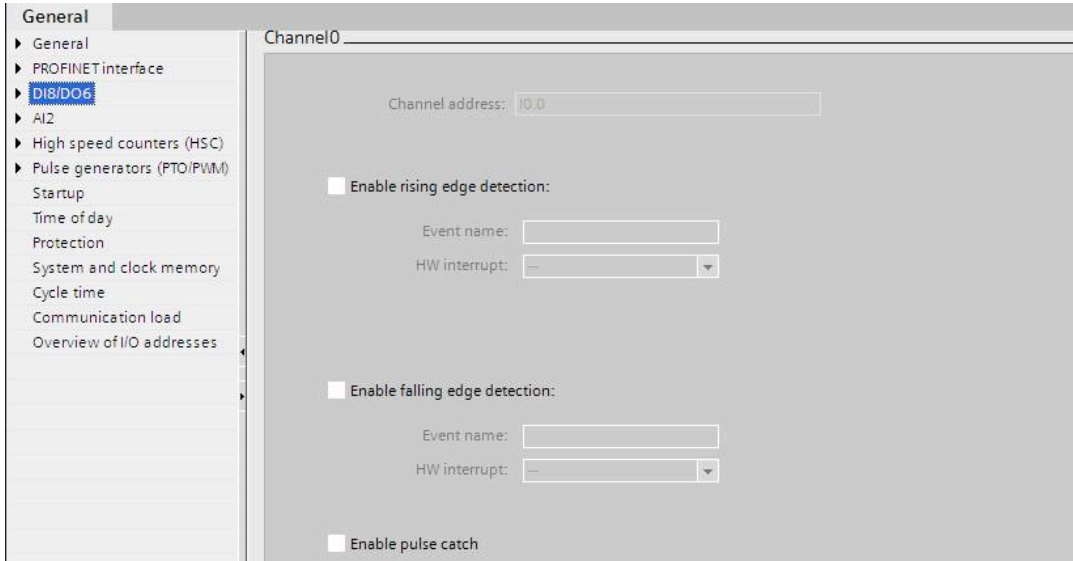 General
General
PROFINET interface
DI8/DO6
AI2
High speed counters (HSC)
Pulse generators (PTO/PWM)
Startup
Time of day
Protection
System and clock memory
Cycle time
Communication load
Overview of I/O addresses
Channel0
Channel address: I0.0
Enable rising edge detection:
Event name:
HW interrupt: ---
Enable falling edge detection:
Event name:
HW interrupt: ---
Enable pulse catch